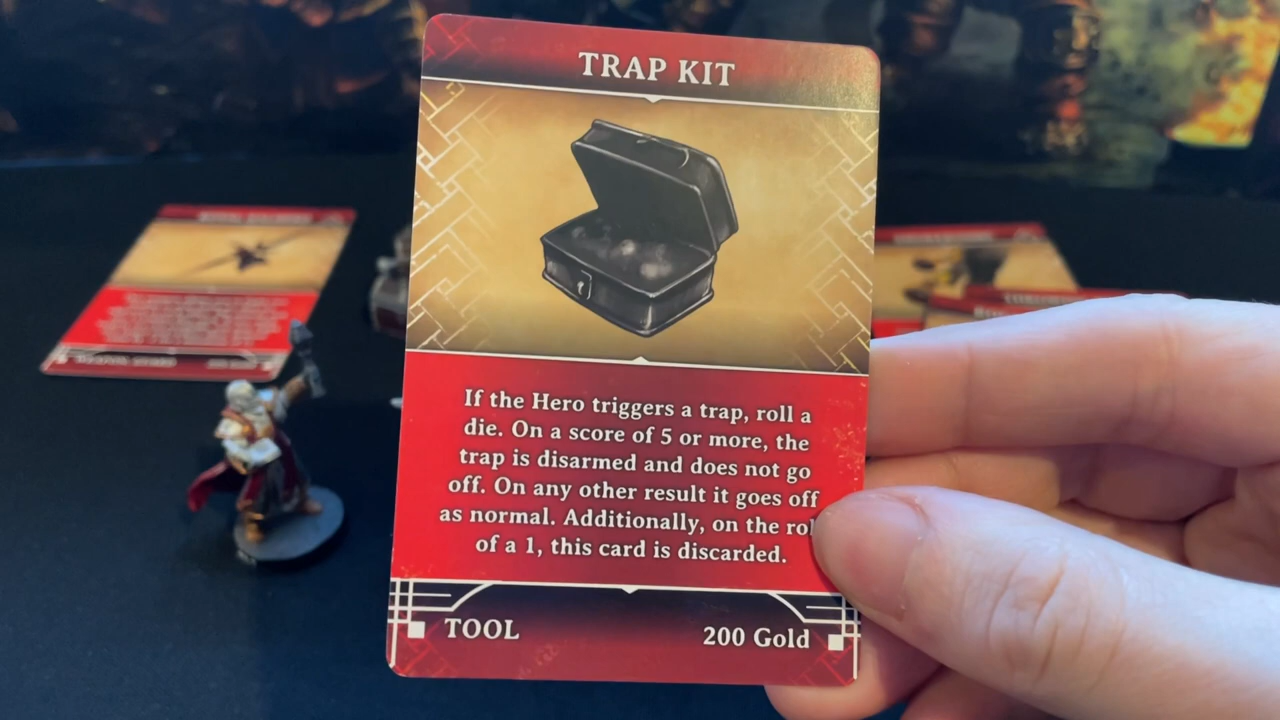 TRAP KIT
If the Hero triggers a trap, roll a
die. On a score of 5 or more, the
trap is disarmed and does not go
off. On any other result it goes off
as normal. Additionally, on the rol
of a 1, this card is discarded.
TOOL
200 Gold